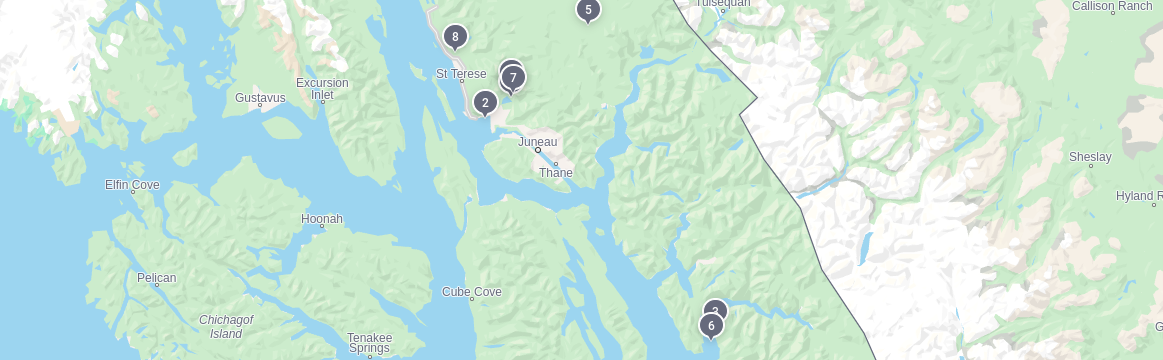 Tulsequah
Callison Ranch
5
8
St Terese
7
Excursion
Inlet
Gustavus
2
Juneau
Thane
Sheslay
Elfin Cove
Hyland R
Hoonah
Pelican
Cube Cove
3
6
Chichagof
Island
Tenakee
Springs
G